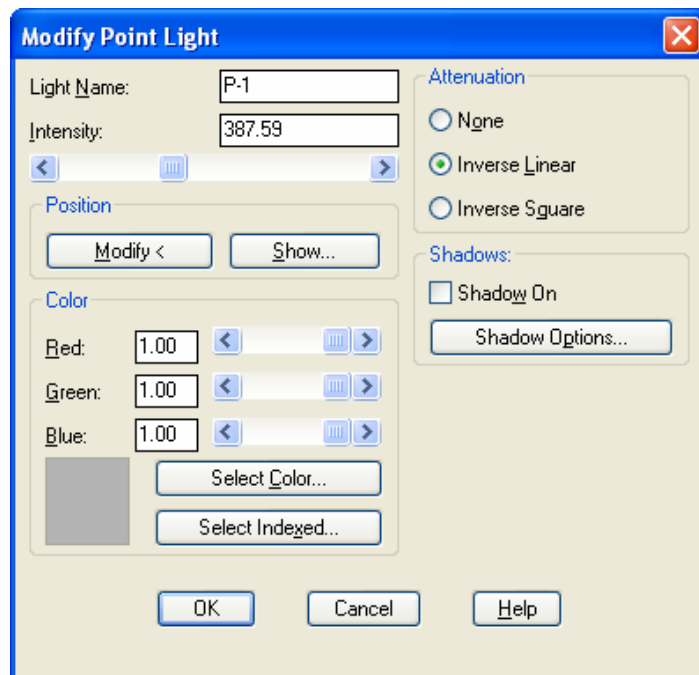 Modify Point Light
Light Name: P-1
Intensity: 387.59
Position
Modify < Show...
Color
Red: 1.00
Green: 1.00
Blue: 1.00
Select Color...
Select Indexed...
Attenuation
None
Inverse Linear
Inverse Square
Shadows:
Shadow On
Shadow Options...
OK Cancel Help